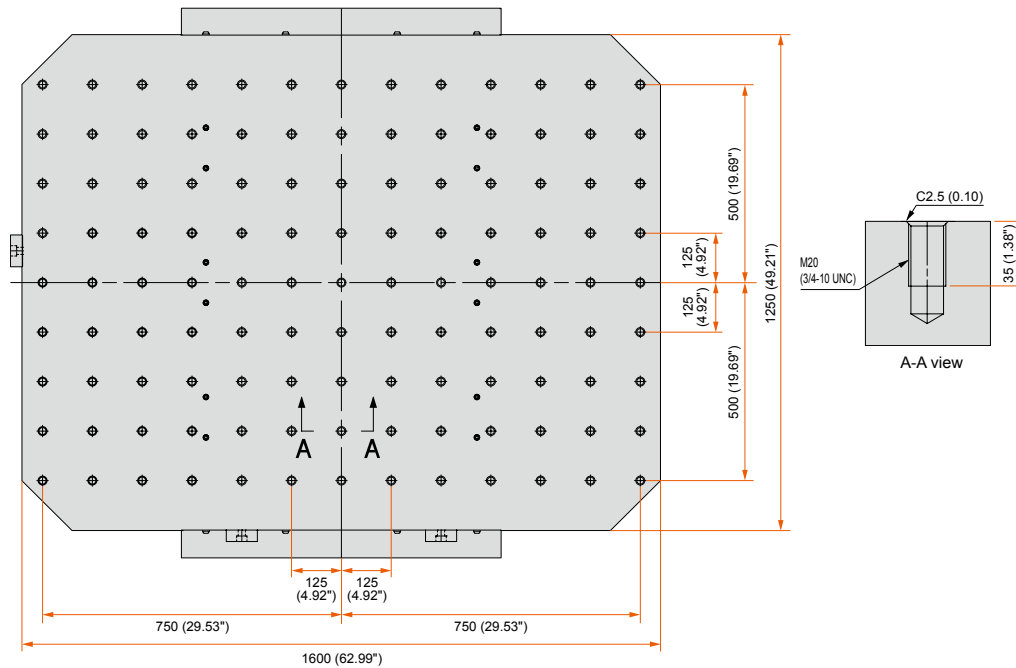 500 (19.69")
125
(4.92")
125
(4.92")
500 (19.69")
1250 (49.21")
A
A
125
(4.92")
125
(4.92")
750 (29.53")
750 (29.53")
1600 (62.99")
C2.5 (0.10)
M20
(3/4-10 UNC)
35 (1.38")
A-A view